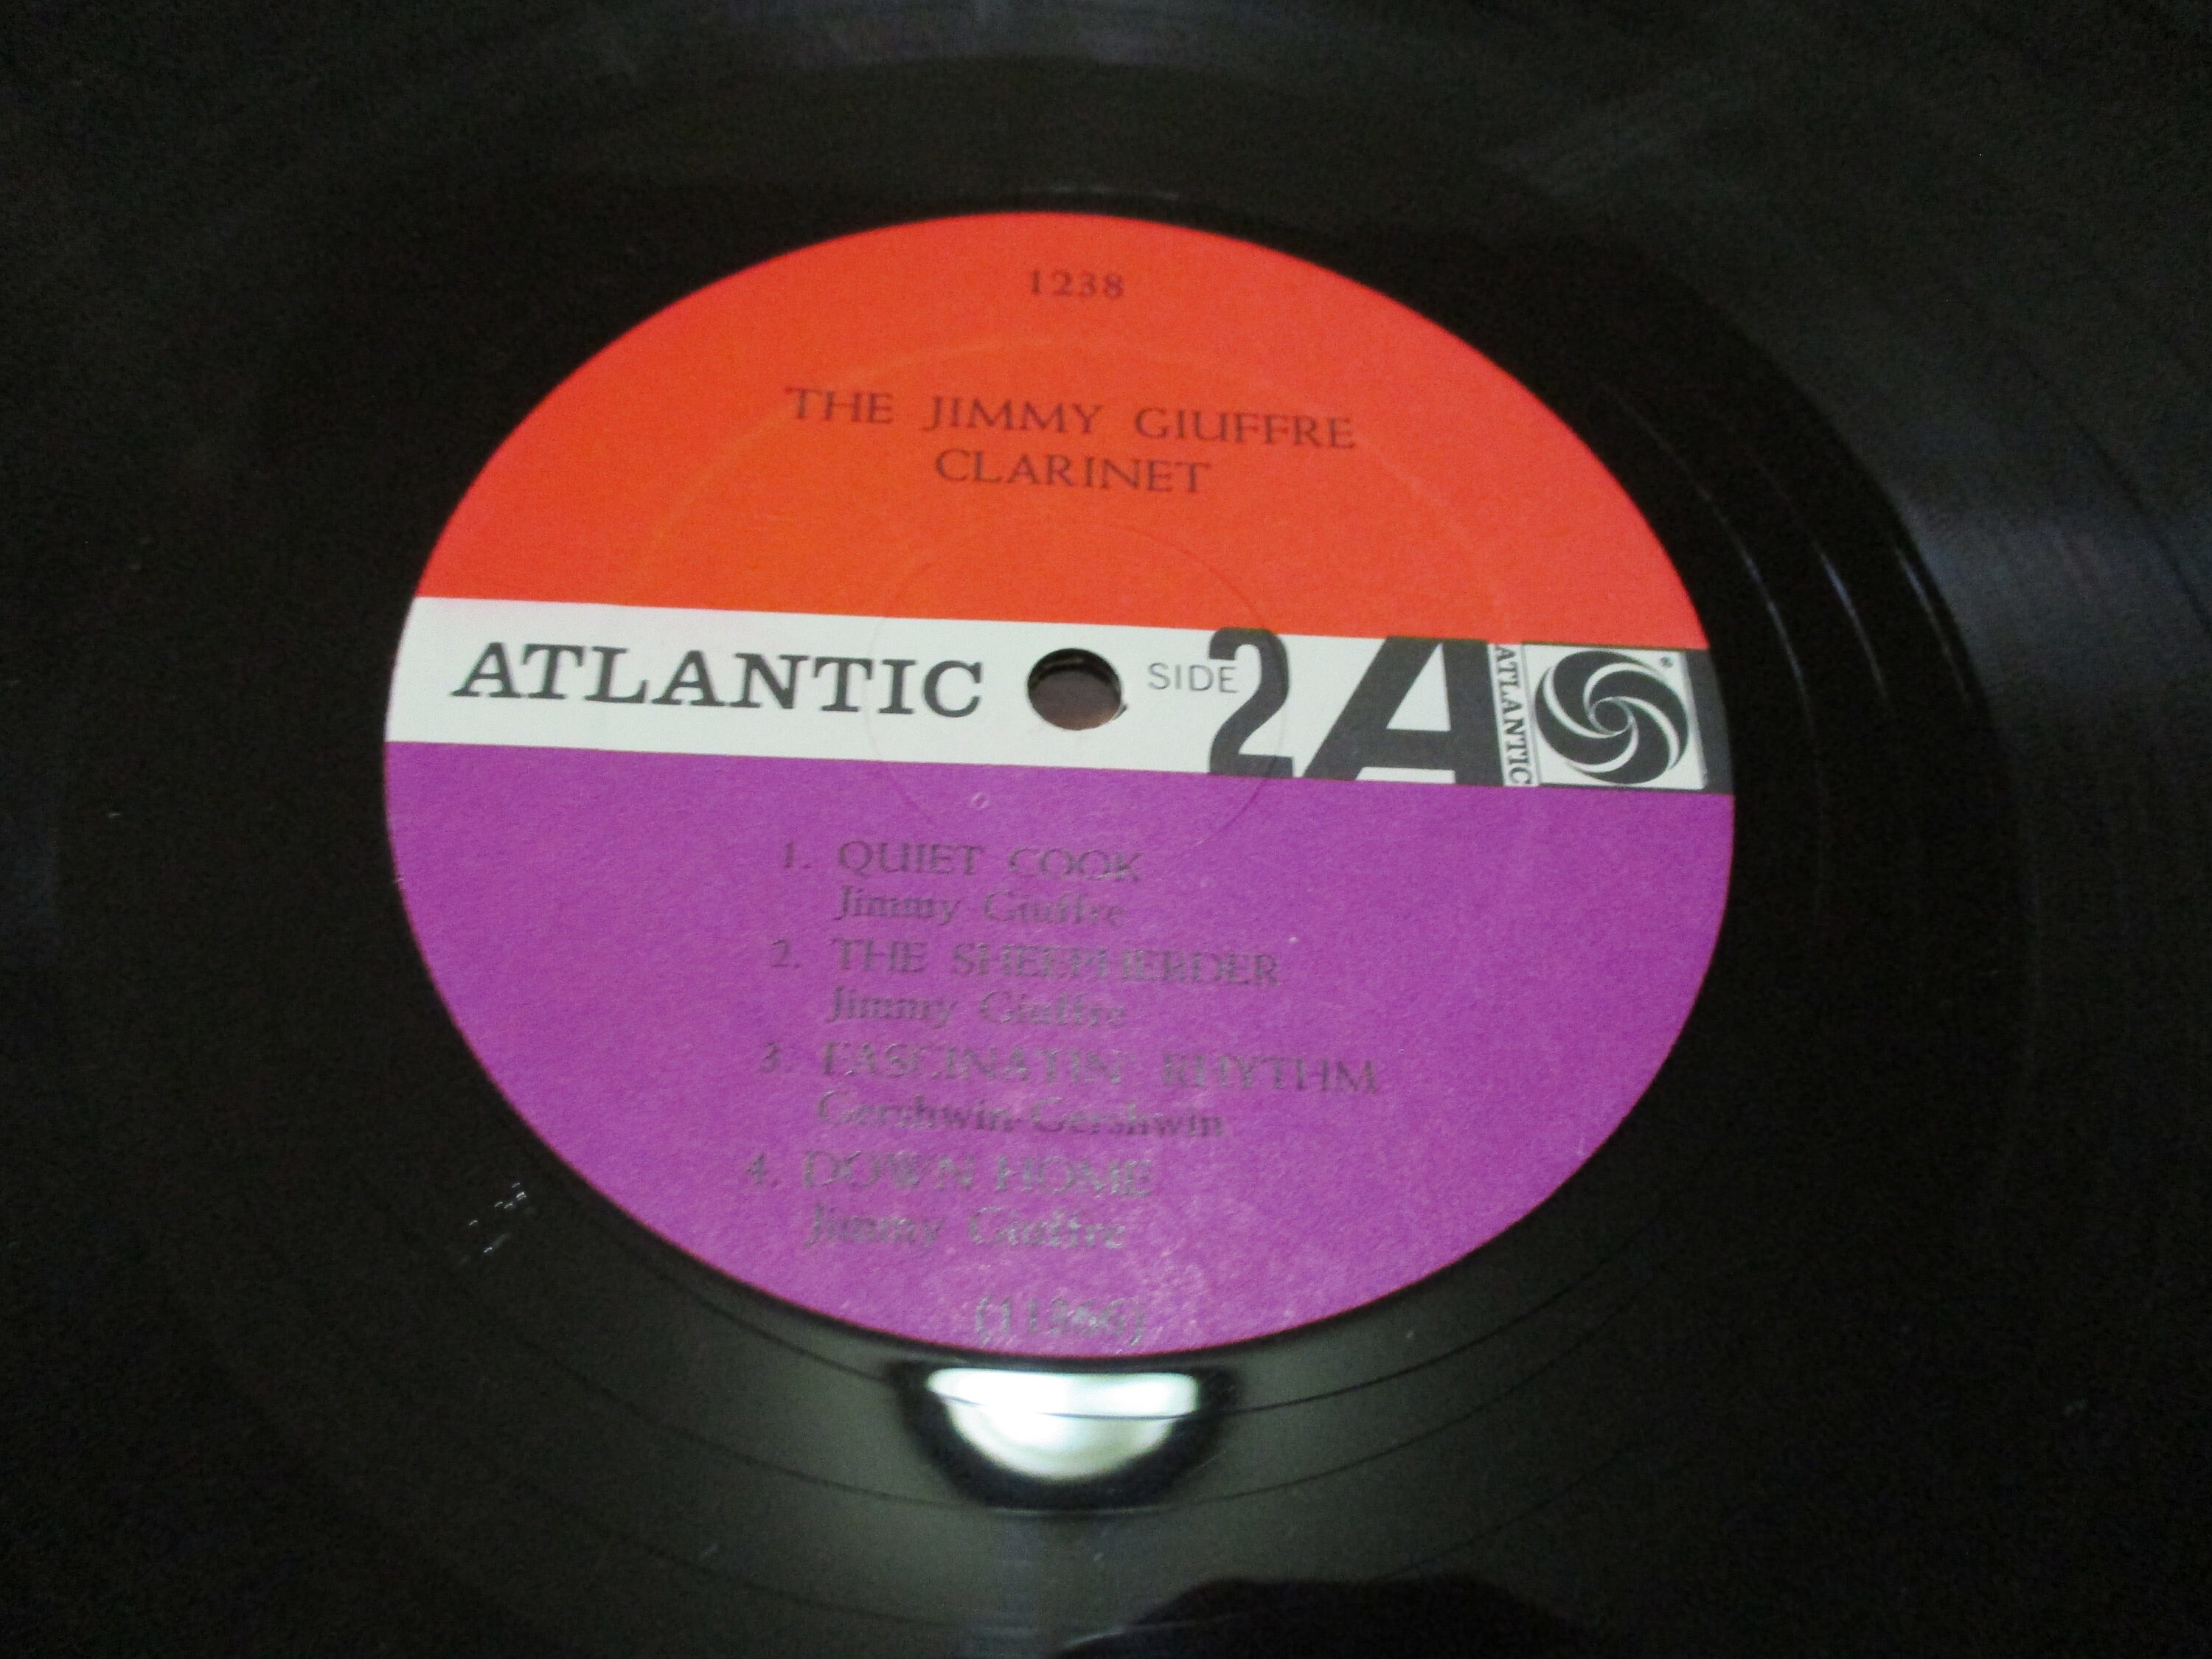 1238
THE JIMMY GIUFFRE
CLARINET
ATLANTIC SIDE 2 A ATLANTIC ®
1. QUIET COOK
Jimmy Giuffre
2. THE SHEEPHERDER
Jimmy Giuffre
3. FASCINATIN' RHYTHM
Gershwin-Gershwin
4. DOWN HOME
Jimmy Giuffre